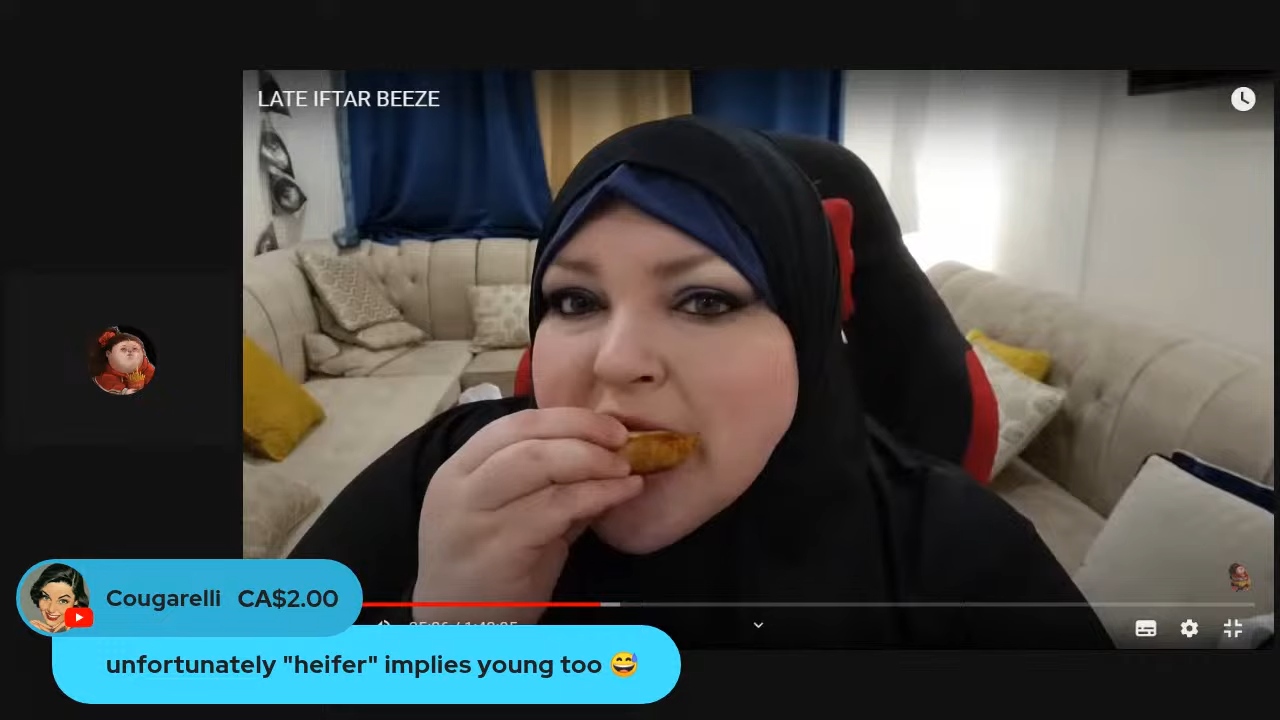 LATE IFTAR BEEZE
Cougarelli CA$2.00
unfortunately "heifer" implies young too 😅